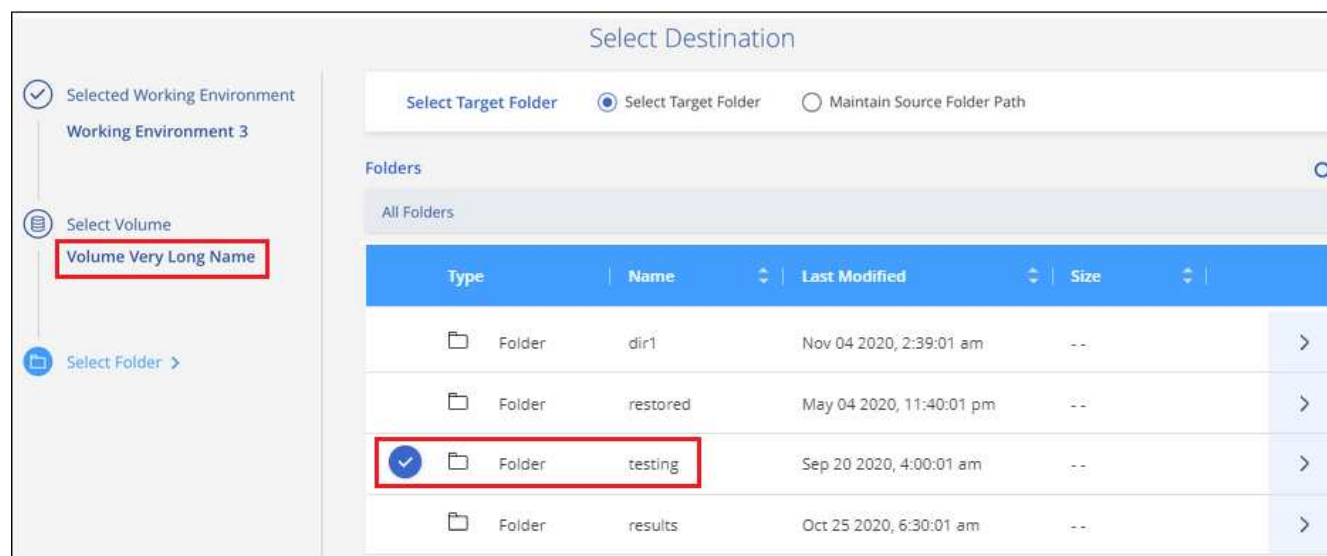 Select Destination
Selected Working Environment
Working Environment 3
Select Volume
Volume Very Long Name
Select Folder >
Select Target Folder Select Target Folder Maintain Source Folder Path
Folders
All Folders
Type Name Last Modified Size
Folder dir1 Nov 04 2020, 2:39:01 am - -
Folder restored May 04 2020, 11:40:01 pm - -
Folder testing Sep 20 2020, 4:00:01 am - -
Folder results Oct 25 2020, 6:30:01 am - -